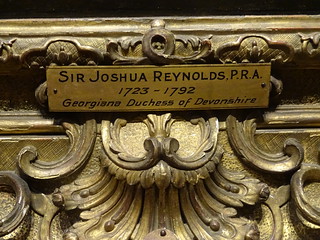 SIR JOSHUA REYNOLDS, P.R.A.
1723 - 1792
Georgiana Duchess of Devonshire